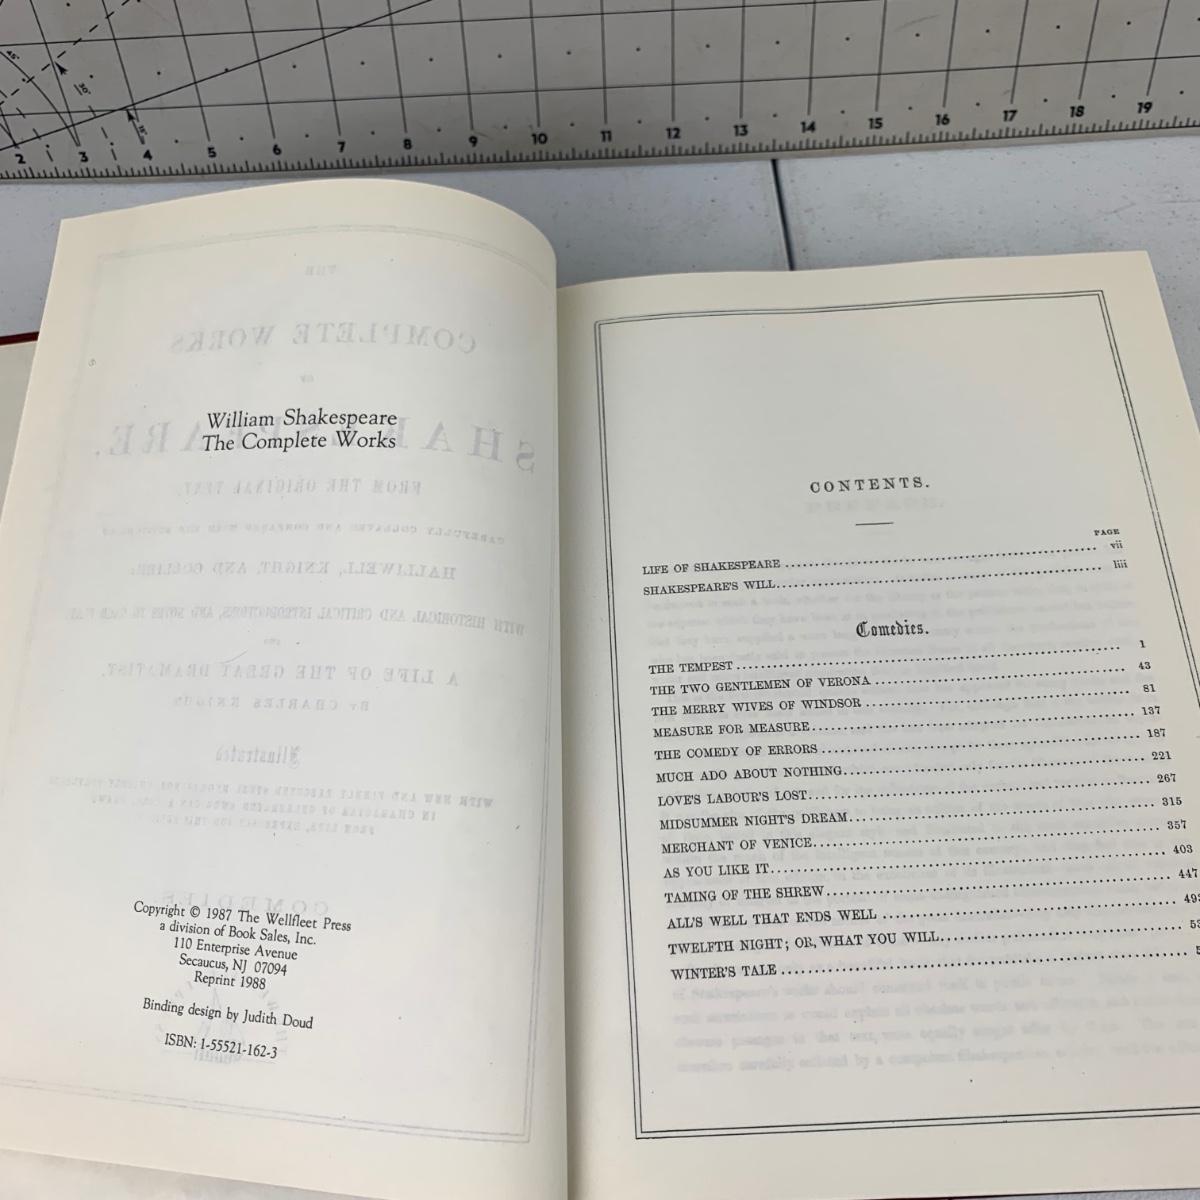 2 3 4 5 6 7 8 9 10 11 12 13 14 15 16 17 18 19
William Shakespeare
The Complete Works
Copyright © 1987 The Wellfleet Press
a division of Book Sales, Inc.
110 Enterprise Avenue
Secaucus, NJ 07094
Reprint 1988
Binding design by Judith Doud
ISBN: 1-55521-162-3
CONTENTS.
PAGE
LIFE OF SHAKESPEARE vii
SHAKESPEARE'S WILL liii
Comedies.
THE TEMPEST 1
THE TWO GENTLEMEN OF VERONA 43
THE MERRY WIVES OF WINDSOR 81
MEASURE FOR MEASURE 137
THE COMEDY OF ERRORS 187
MUCH ADO ABOUT NOTHING 221
LOVE'S LABOUR'S LOST 267
MIDSUMMER NIGHT'S DREAM 315
MERCHANT OF VENICE 357
AS YOU LIKE IT 403
TAMING OF THE SHREW 447
ALL'S WELL THAT ENDS WELL
TWELFTH NIGHT; OR, WHAT YOU WILL
WINTER'S TALE